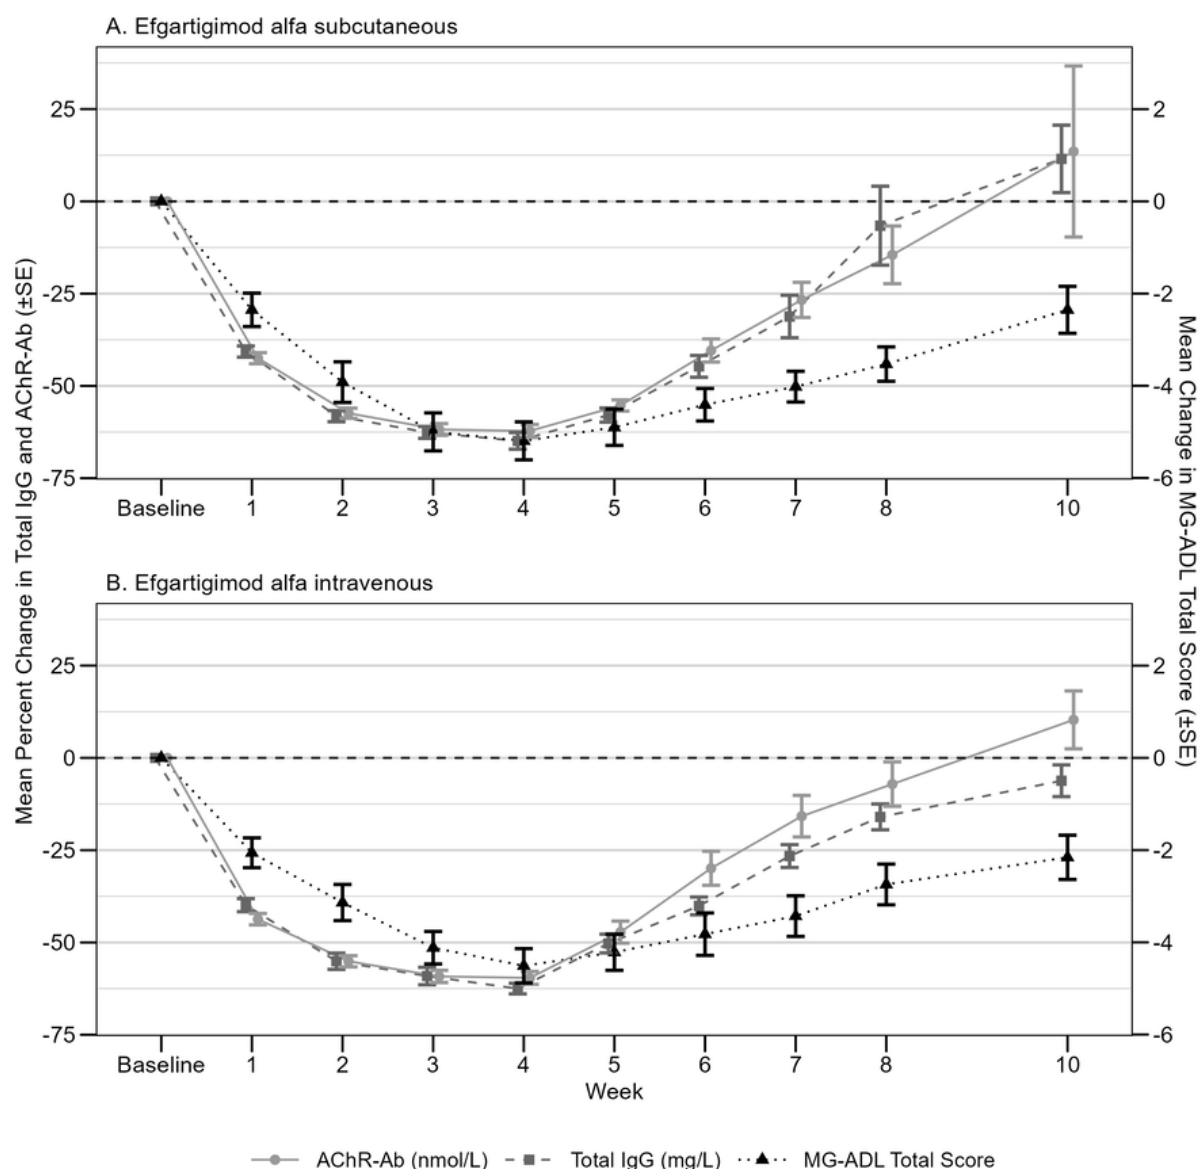 A. Efgartigimod alfa subcutaneous
25
0
-25
-50
-75
2
0
-2
-4
-6
Baseline 1 2 3 4 5 6 7 8 10
Mean Percent Change in Total IgG and AChR-Ab (±SE)
Mean Change in MG-ADL Total Score (±SE)
B. Efgartigimod alfa intravenous
25
0
-25
-50
-75
2
0
-2
-4
-6
Baseline 1 2 3 4 5 6 7 8 10
Week
AChR-Ab (nmol/L) Total IgG (mg/L) MG-ADL Total Score